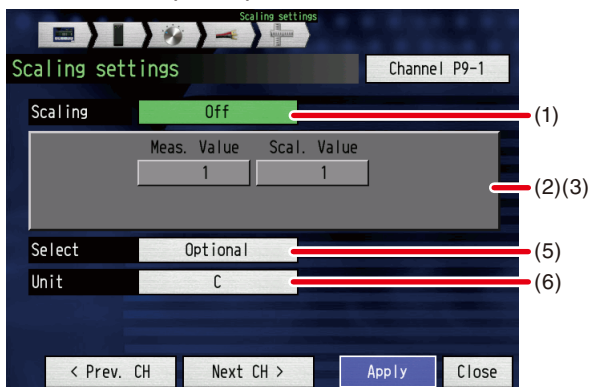 Scaling settings
Scaling settings
Channel P9-1
Scaling Off (1)
Meas. Value Scal. Value
1 1 (2)(3)
Select Optional (5)
Unit C (6)
< Prev. CH Next CH > Apply Close